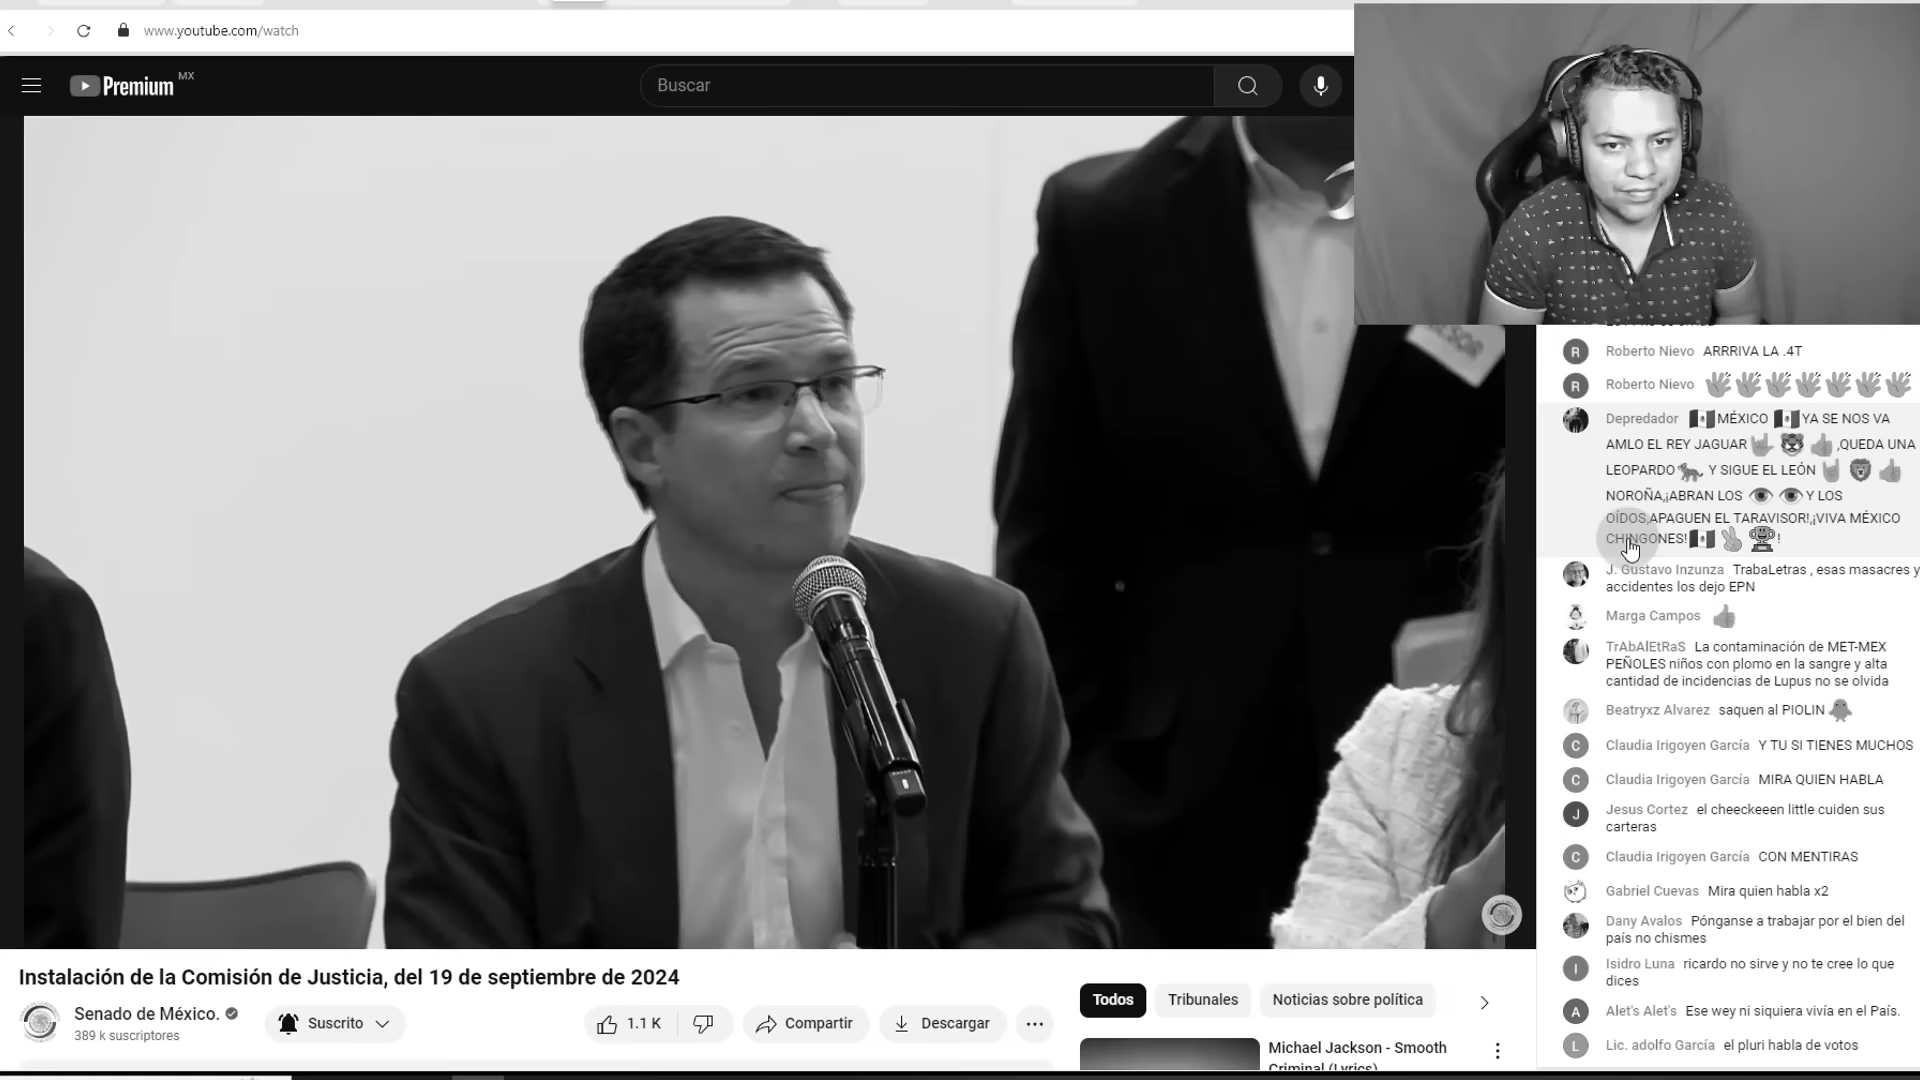 www.youtube.com/watch
Premium MX
Buscar
Roberto Nievo ARRRIVA LA .4T
Roberto Nievo 👋👋👋👋👋👋👋
Depredador 🇲🇽MÉXICO 🇲🇽YA SE NOS VA
AMLO EL REY JAGUAR🤟🐯👍,QUEDA UNA
LEOPARDO🐆, Y SIGUE EL LEÓN 🤘🦁👍
NOROÑA,¡ABRAN LOS 👁👁Y LOS
OÍDOS,APAGUEN EL TARAVISOR!,¡VIVA MÉXICO
CHINGONES!🇲🇽✌🏆!
J. Gustavo Inzunza TrabaLetras , esas masacres y
accidentes los dejo EPN
Marga Campos 👍
TrAbAlEtRaS La contaminación de MET-MEX
PEÑOLES niños con plomo en la sangre y alta
cantidad de incidencias de Lupus no se olvida
Beatryxz Alvarez saquen al PIOLIN🐥
Claudia Irigoyen García Y TU SI TIENES MUCHOS
Claudia Irigoyen García MIRA QUIEN HABLA
Jesus Cortez el cheeckeeen little cuiden sus
carteras
Claudia Irigoyen García CON MENTIRAS
Gabriel Cuevas Mira quien habla x2
Dany Avalos Pónganse a trabajar por el bien del
país no chismes
Isidro Luna ricardo no sirve y no te cree lo que
dices
Alet's Alet's Ese wey ni siquiera vivía en el País.
Lic. adolfo García el pluri habla de votos
Instalación de la Comisión de Justicia, del 19 de septiembre de 2024
Senado de México.
389 k suscriptores
Suscrito
1.1 K
Compartir
Descargar
Todos
Tribunales
Noticias sobre política
Michael Jackson - Smooth
Criminal (Lyrics)